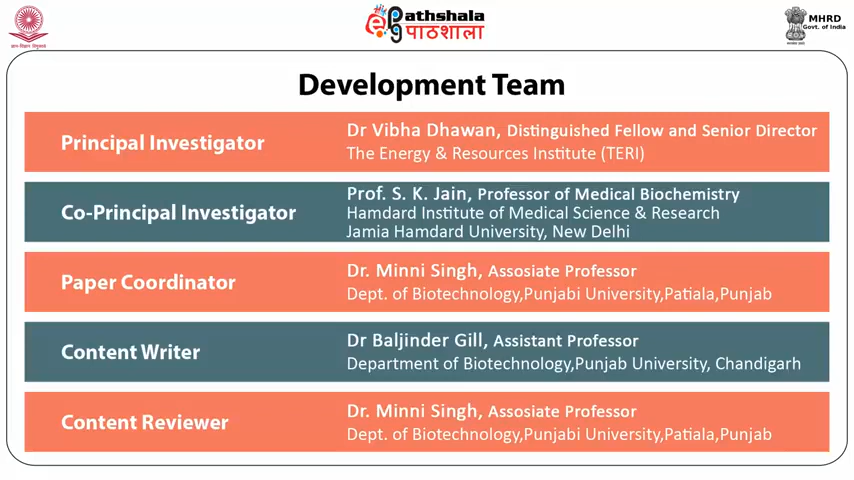 ePathshala
पाठशाला
MHRD
Govt. of India
Development Team
Principal Investigator
Dr Vibha Dhawan, Distinguished Fellow and Senior Director
The Energy & Resources Institute (TERI)
Co-Principal Investigator
Prof. S. K. Jain, Professor of Medical Biochemistry
Hamdard Institute of Medical Science & Research
Jamia Hamdard University, New Delhi
Paper Coordinator
Dr. Minni Singh, Assosiate Professor
Dept. of Biotechnology,Punjabi University,Patiala,Punjab
Content Writer
Dr Baljinder Gill, Assistant Professor
Department of Biotechnology,Punjab University, Chandigarh
Content Reviewer
Dr. Minni Singh, Assosiate Professor
Dept. of Biotechnology,Punjabi University,Patiala,Punjab